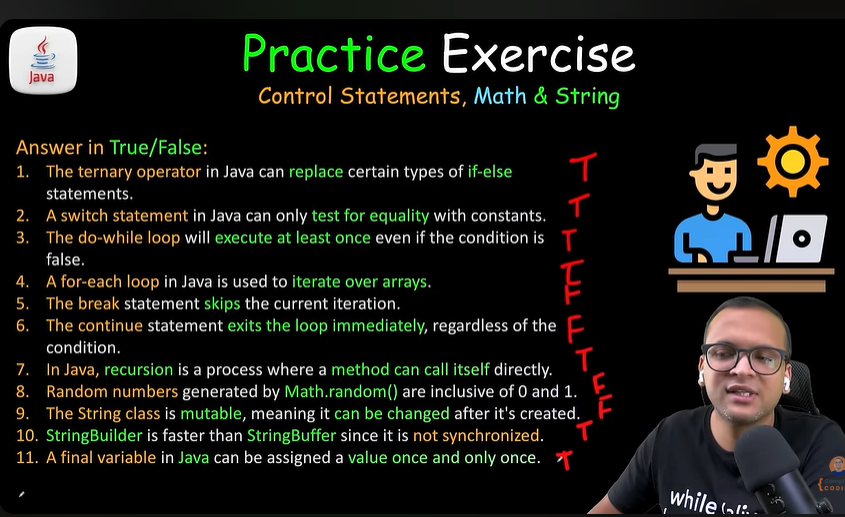 Java
Practice Exercise
Control Statements, Math & String
Answer in True/False:
1. The ternary operator in Java can replace certain types of if-else
statements.
T
2. A switch statement in Java can only test for equality with constants.
T
3. The do-while loop will execute at least once even if the condition is
false.
T
4. A for-each loop in Java is used to iterate over arrays.
T
5. The break statement skips the current iteration.
F
6. The continue statement exits the loop immediately, regardless of the
condition.
F
7. In Java, recursion is a process where a method can call itself directly.
T
8. Random numbers generated by Math.random() are inclusive of 0 and 1.
F
9. The String class is mutable, meaning it can be changed after it's created.
F
10. StringBuilder is faster than StringBuffer since it is not synchronized.
T
11. A final variable in Java can be assigned a value once and only once.
T
while